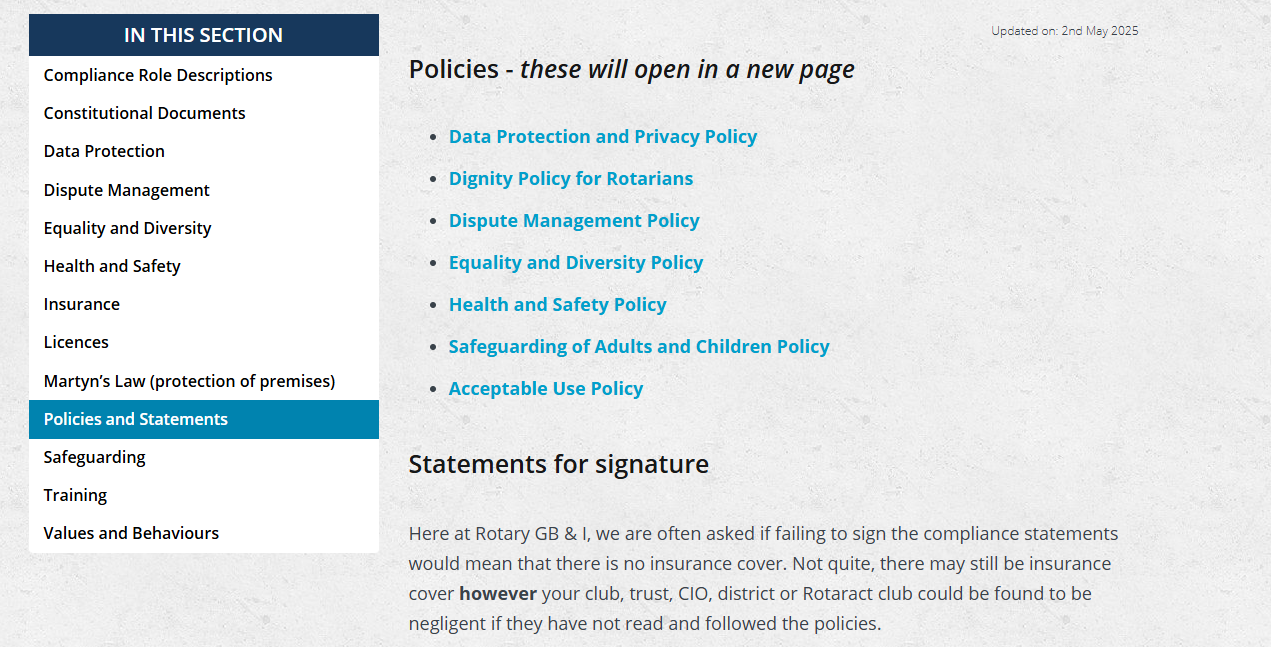 IN THIS SECTION
Compliance Role Descriptions
Constitutional Documents
Data Protection
Dispute Management
Equality and Diversity
Health and Safety
Insurance
Licences
Martyn’s Law (protection of premises)
Policies and Statements
Safeguarding
Training
Values and Behaviours
Updated on: 2nd May 2025
Policies - these will open in a new page
• Data Protection and Privacy Policy
• Dignity Policy for Rotarians
• Dispute Management Policy
• Equality and Diversity Policy
• Health and Safety Policy
• Safeguarding of Adults and Children Policy
• Acceptable Use Policy
Statements for signature
Here at Rotary GB & I, we are often asked if failing to sign the compliance statements
would mean that there is no insurance cover. Not quite, there may still be insurance
cover however your club, trust, CIO, district or Rotaract club could be found to be
negligent if they have not read and followed the policies.